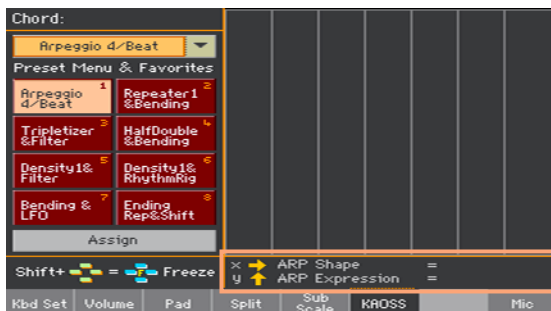 Chord:
Arpeggio 4/Beat
Preset Menu & Favorites
Arpeggio 4/Beat 1
Repeater1 &Bending 2
Tripletizer &Filter 3
HalfDouble &Bending 4
Density1& Filter 5
Density1& RhythmRig 6
Bending & LFO 7
Ending Rep&Shift 8
Assign
Shift+ = F Freeze
x ARP Shape =
y ARP Expression =
Kbd Set Volume Pad Split Sub Scale KAOSS Mic